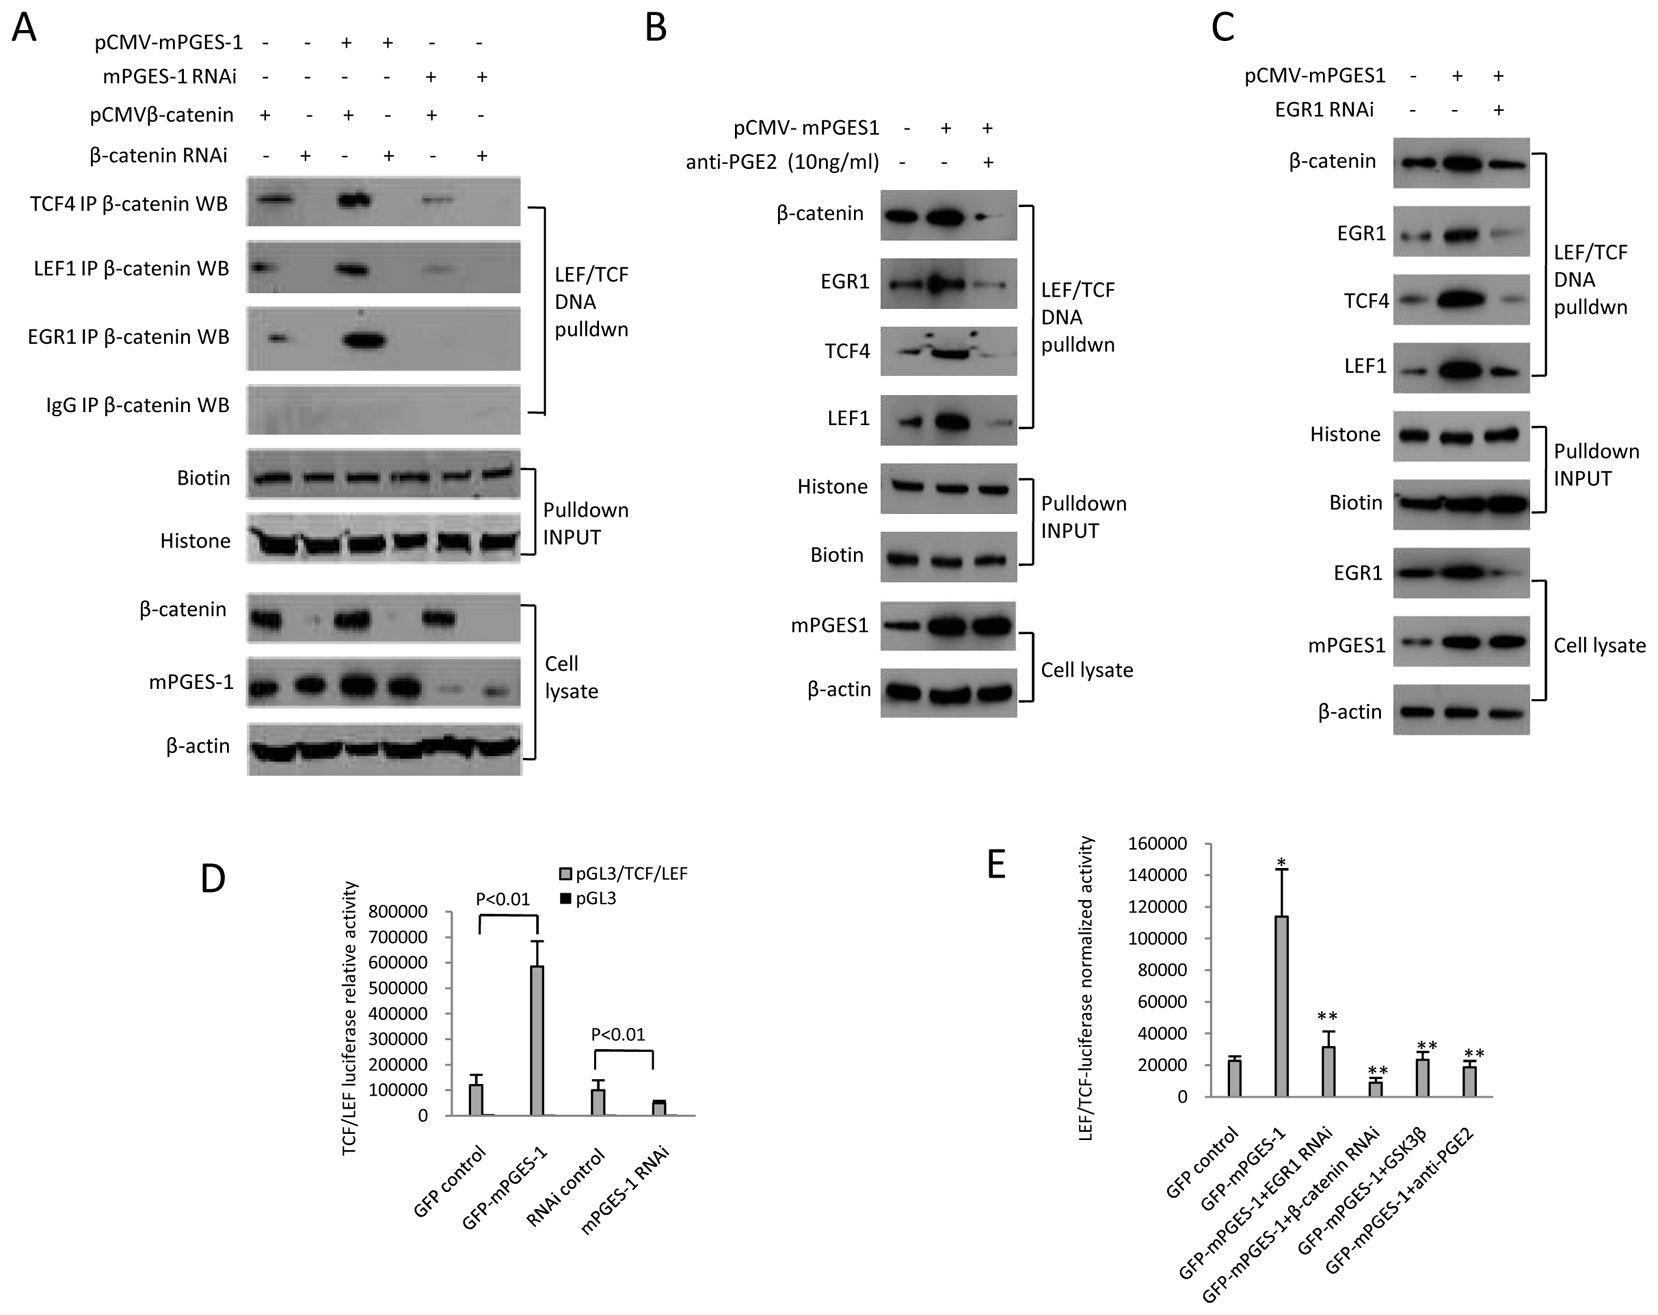 A
pCMV-mPGES-1 - - + + - -
mPGES-1 RNAi - - - - + +
pCMVβ-catenin + - + - + -
β-catenin RNAi - + - + - +
TCF4 IP β-catenin WB
LEF1 IP β-catenin WB
EGR1 IP β-catenin WB
IgG IP β-catenin WB
LEF/TCF
DNA
pulldwn
Biotin
Histone
Pulldown
INPUT
β-catenin
mPGES-1
β-actin
Cell
lysate
B
pCMV- mPGES1 - + +
anti-PGE2 (10ng/ml) - - +
β-catenin
EGR1
TCF4
LEF1
LEF/TCF
DNA
pulldwn
Histone
Biotin
Pulldown
INPUT
mPGES1
β-actin
Cell lysate
C
pCMV-mPGES1 - + +
EGR1 RNAi - - +
β-catenin
EGR1
TCF4
LEF1
LEF/TCF
DNA
pulldwn
Histone
Biotin
Pulldown
INPUT
EGR1
mPGES1
β-actin
Cell lysate
D
pGL3/TCF/LEF
pGL3
TCF/LEF luciferase relative activity
800000
700000
600000
500000
400000
300000
200000
100000
0
P<0.01
P<0.01
GFP control
GFP-mPGES-1
RNAi control
mPGES-1 RNAi
E
LEF/TCF-luciferase normalized activity
160000
140000
120000
100000
80000
60000
40000
20000
0
*
**
**
**
**
GFP control
GFP-mPGES-1
GFP-mPGES-1+EGR1 RNAi
GFP-mPGES-1+β-catenin RNAi
GFP-mPGES-1+GSK3β
GFP-mPGES-1+anti-PGE2